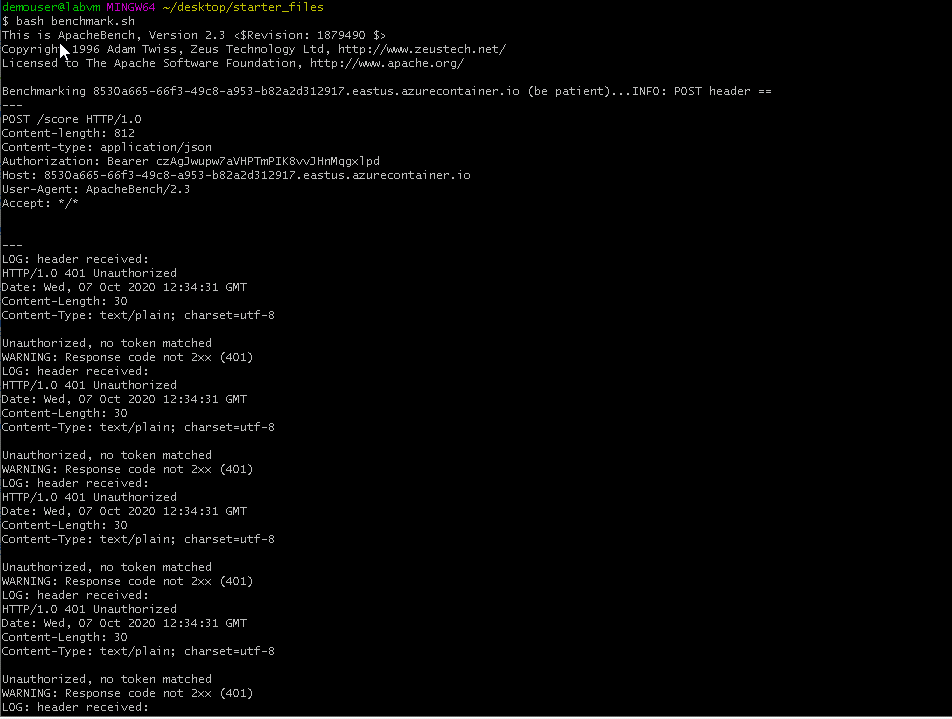 demouser@labvm MINGW64 ~/desktop/starter_files
$ bash benchmark.sh
This is ApacheBench, Version 2.3 <$Revision: 1879490 $>
Copyright 1996 Adam Twiss, Zeus Technology Ltd, http://www.zeustech.net/
Licensed to The Apache Software Foundation, http://www.apache.org/

Benchmarking 8530a665-66f3-49c8-a953-b82a2d312917.eastus.azurecontainer.io (be patient)...INFO: POST header ==
---
POST /score HTTP/1.0
Content-length: 812
Content-type: application/json
Authorization: Bearer czAgJwupw7aVHPTmPIK8vvJHnMqgxlpd
Host: 8530a665-66f3-49c8-a953-b82a2d312917.eastus.azurecontainer.io
User-Agent: ApacheBench/2.3
Accept: */*

---
LOG: header received:
HTTP/1.0 401 Unauthorized
Date: Wed, 07 Oct 2020 12:34:31 GMT
Content-Length: 30
Content-Type: text/plain; charset=utf-8

Unauthorized, no token matched
WARNING: Response code not 2xx (401)
LOG: header received:
HTTP/1.0 401 Unauthorized
Date: Wed, 07 Oct 2020 12:34:31 GMT
Content-Length: 30
Content-Type: text/plain; charset=utf-8

Unauthorized, no token matched
WARNING: Response code not 2xx (401)
LOG: header received:
HTTP/1.0 401 Unauthorized
Date: Wed, 07 Oct 2020 12:34:31 GMT
Content-Length: 30
Content-Type: text/plain; charset=utf-8

Unauthorized, no token matched
WARNING: Response code not 2xx (401)
LOG: header received:
HTTP/1.0 401 Unauthorized
Date: Wed, 07 Oct 2020 12:34:31 GMT
Content-Length: 30
Content-Type: text/plain; charset=utf-8

Unauthorized, no token matched
WARNING: Response code not 2xx (401)
LOG: header received: